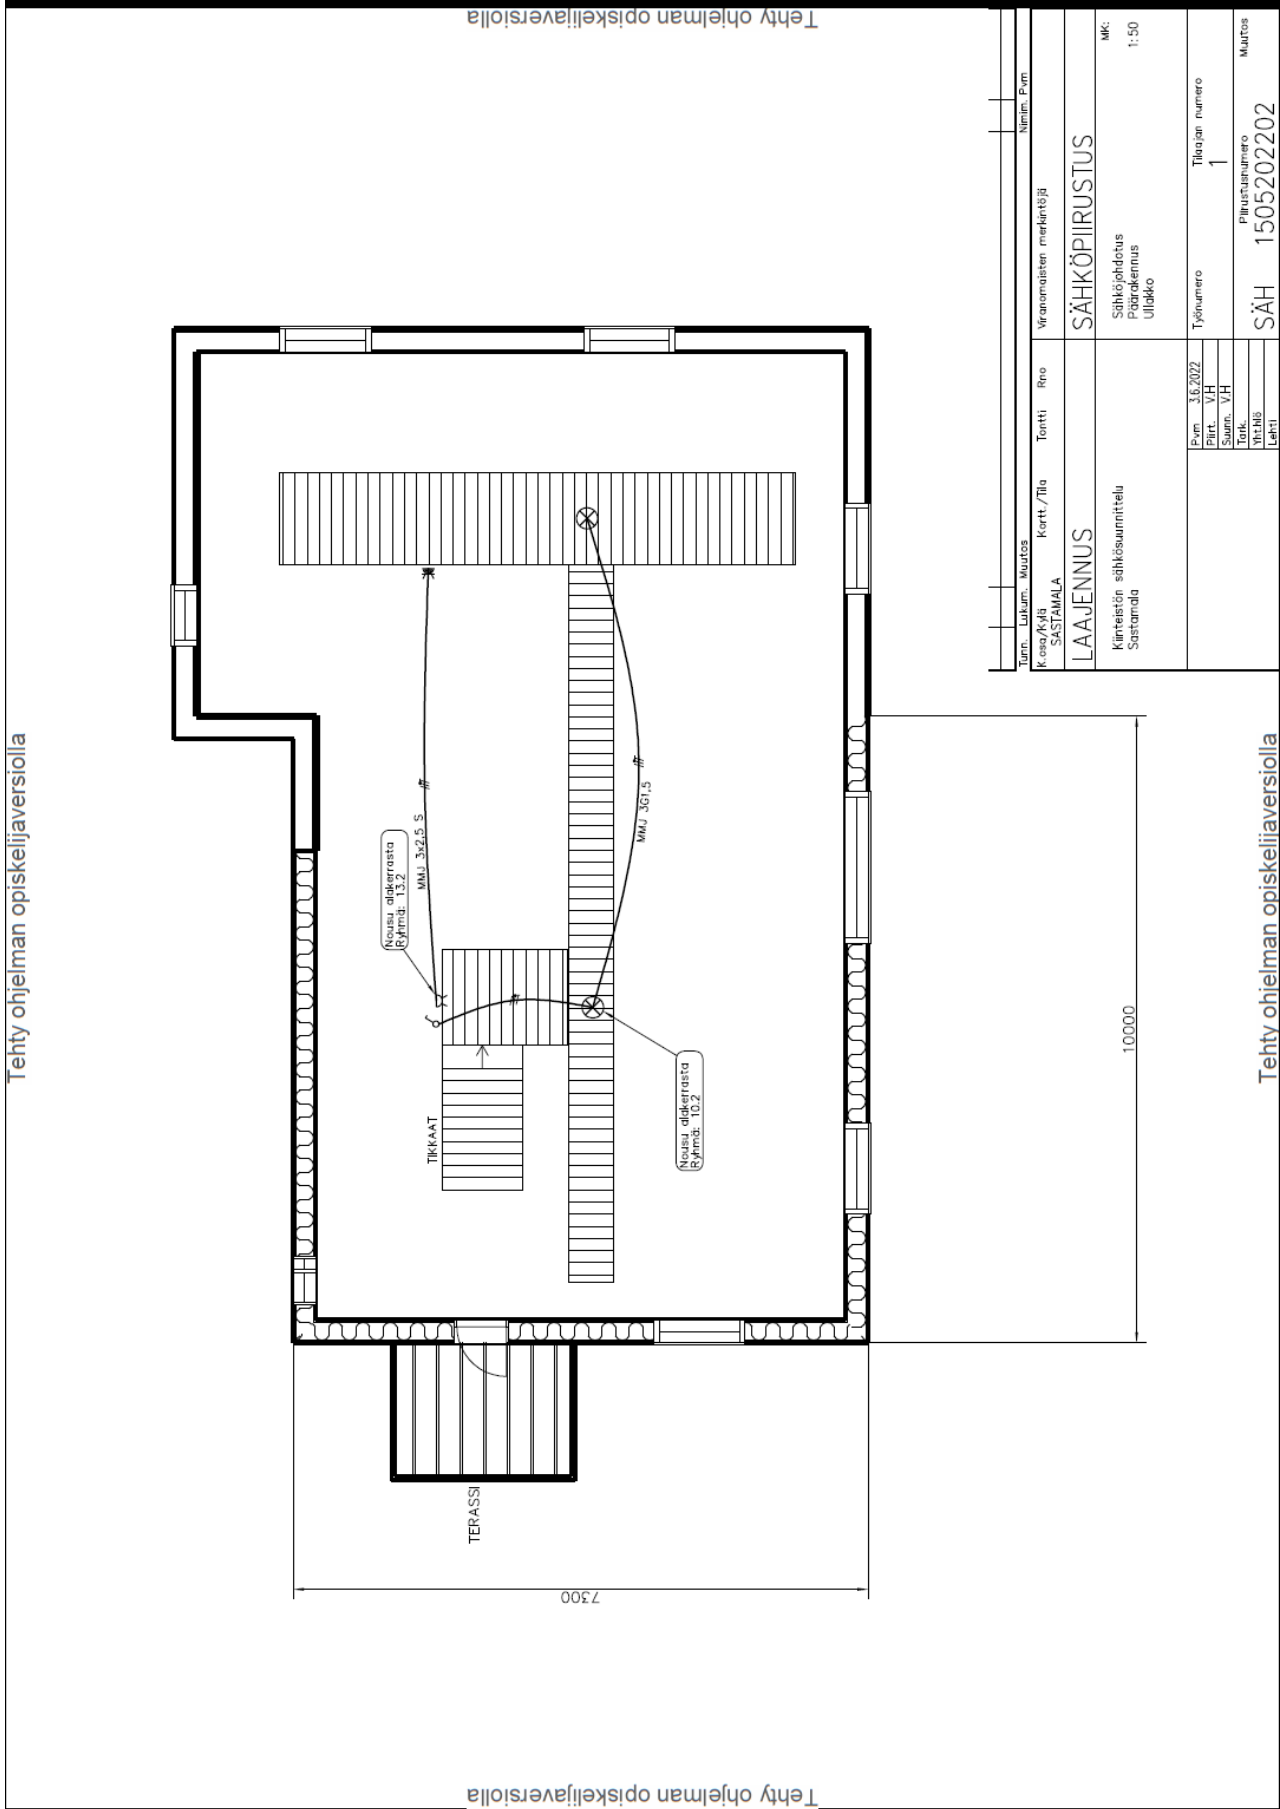 Tehty ohjelman opiskelijaversiolla
Tehty ohjelman opiskelijaversiolla
Tehty ohjelman opiskelijaversiolla
Tehty ohjelman opiskelijaversiolla
Nousu alakerrasta
Ryhmä: 13.2
MMJ 3x2,5 S
MMJ 3G1,5
TIKKAAT
Nousu alakerrasta
Ryhmä: 10.2
TERASSI
7300
10000
Tunn. Lukum. Muutos Nimim. Pvm
K.osa/Kylä Kortt./Tila Tontti Rno Viranomaisten merkintöjä
SASTAMALA
LAAJENNUS SÄHKÖPIIRUSTUS
MK:
Kiinteistön sähkösuunnittelu Sähköjohdotus
Sastamala Päärakennus 1:50
Ullakko
Pvm 3.6.2022 Työnumero Tilaajan numero
Piirt. V.H 1
Suunn. V.H
Tark. Piirustusnumero Muutos
Yht.hlö SÄH 1505202202
Lehti